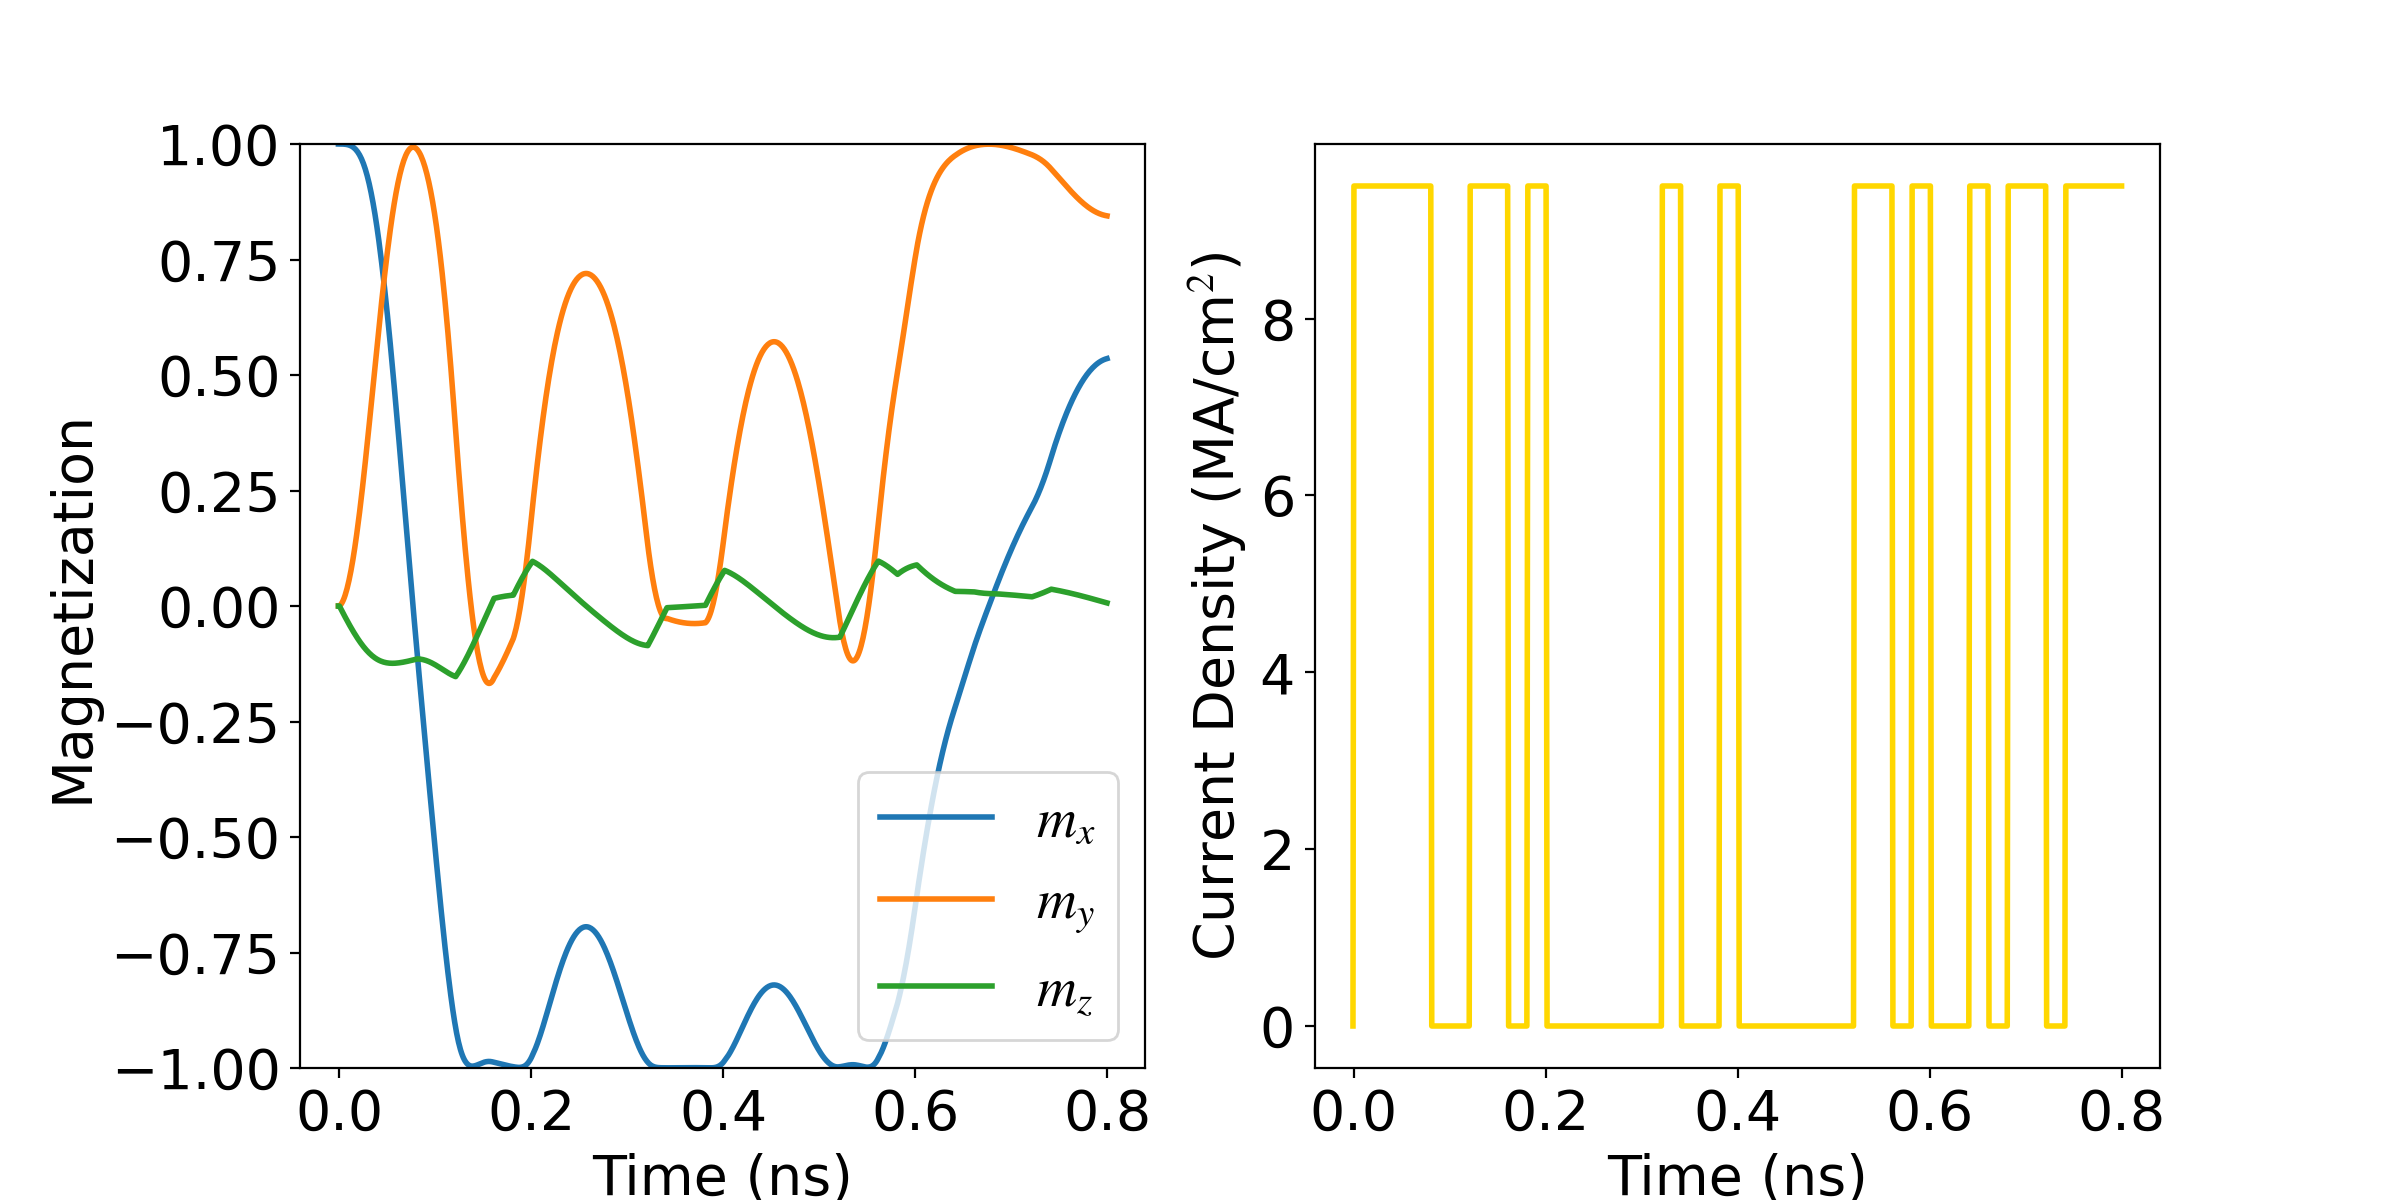 1.00
0.75
0.50
0.25
0.00
−0.25
−0.50
−0.75
−1.00
Magnetization
0.0 0.2 0.4 0.6 0.8
Time (ns)
m_x
m_y
m_z
8
6
4
2
0
Current Density (MA/cm²)
0.0 0.2 0.4 0.6 0.8
Time (ns)